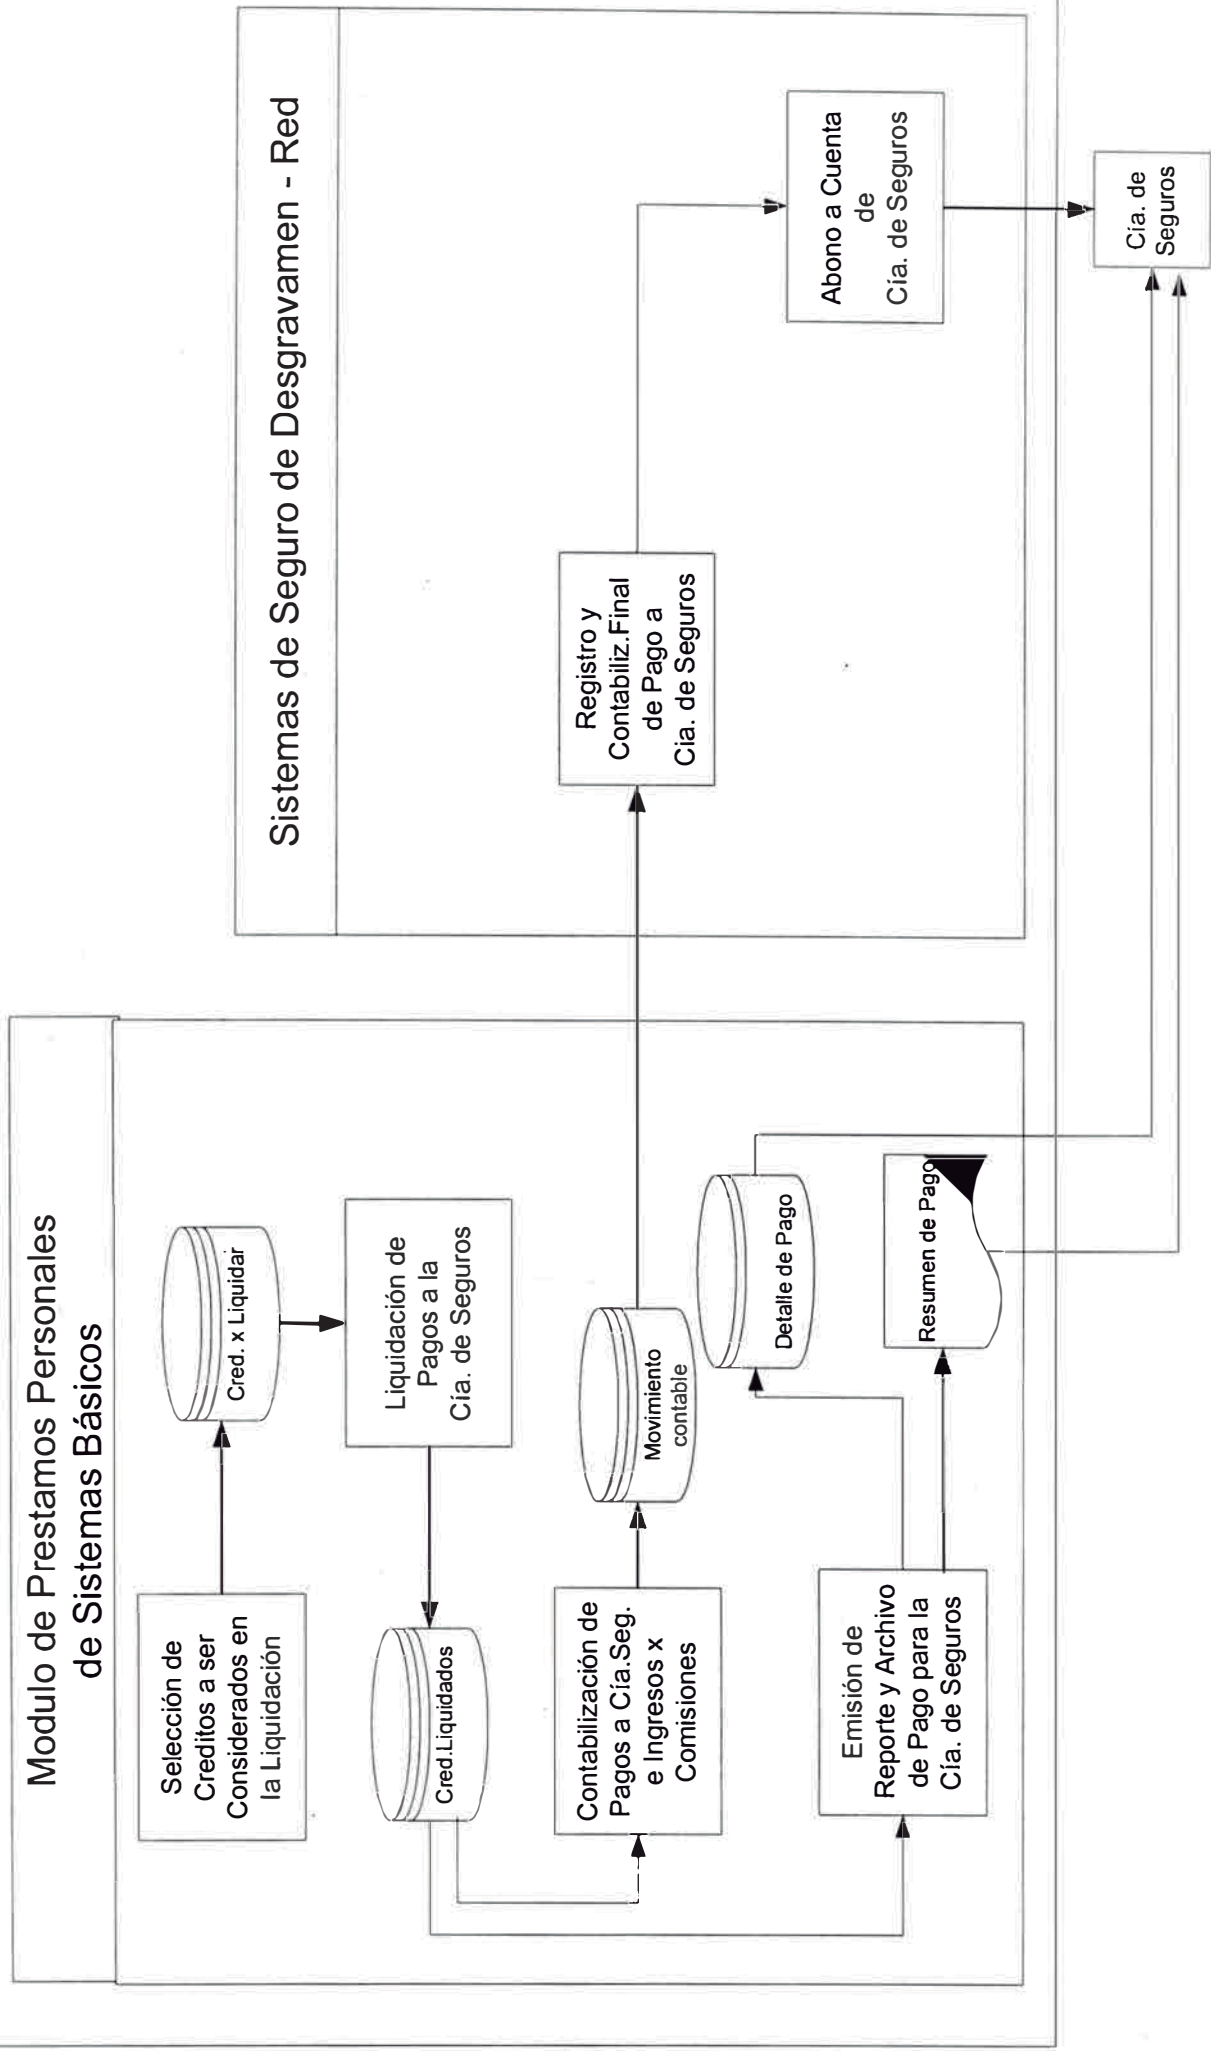 Modulo de Prestamos Personales
de Sistemas Básicos
Selección de
Creditos a ser
Considerados en
la Liquidación
Cred. x Liquidar
Liquidación de
Pagos a la
Cía. de Seguros
Cred.Liquidados
Contabilización de
Pagos a Cía.Seg.
e Ingresos x
Comisiones
Movimiento
contable
Emisión de
Reporte y Archivo
de Pago para la
Cía. de Seguros
Detalle de Pago
Resumen de Pago
Sistemas de Seguro de Desgravamen - Red
Registro y
Contabiliz.Final
de Pago a
Cia. de Seguros
Abono a Cuenta
de
Cía. de Seguros
Cia. de
Seguros